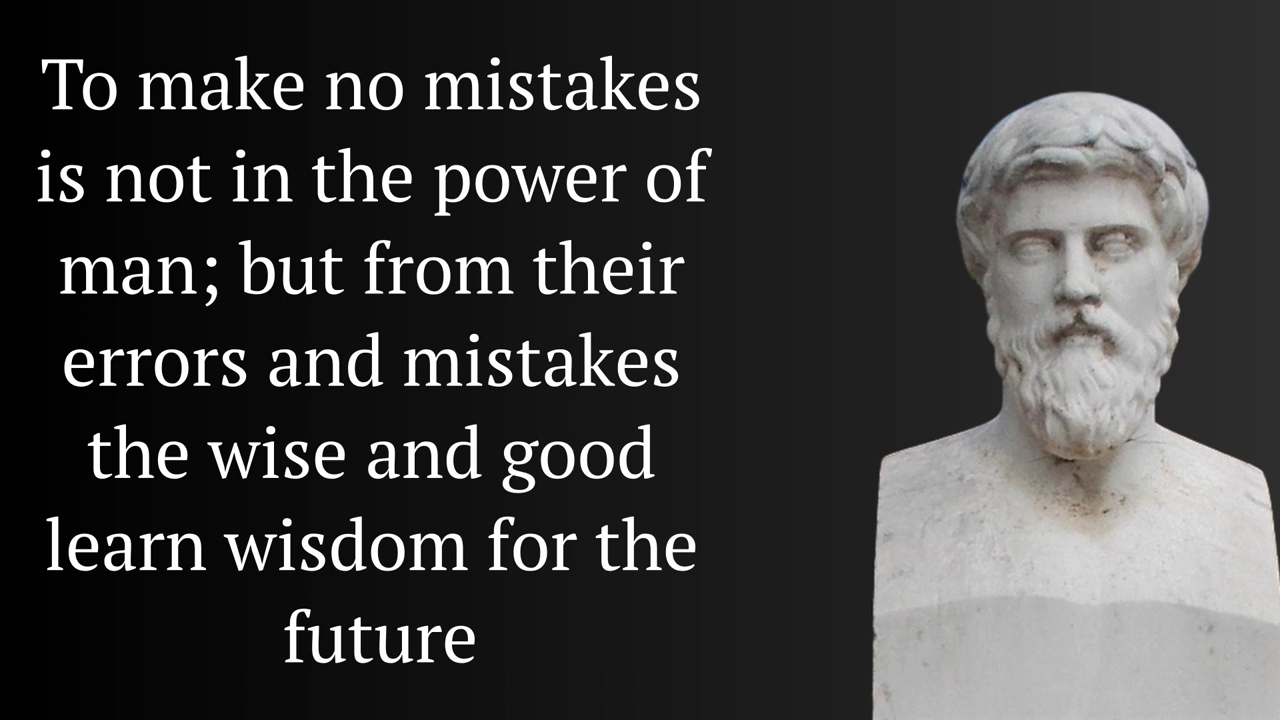 To make no mistakes
is not in the power of
man; but from their
errors and mistakes
the wise and good
learn wisdom for the
future